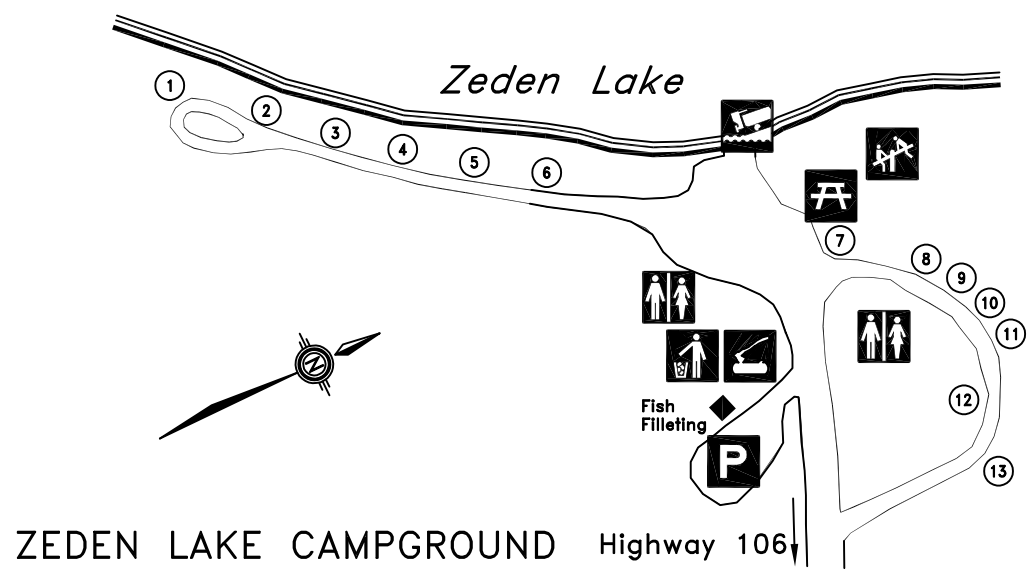 Zeden Lake
1
2
3
4
5
6
7
8
9
10
11
12
13
N
Fish
Filleting
P
ZEDEN LAKE CAMPGROUND
Highway 106